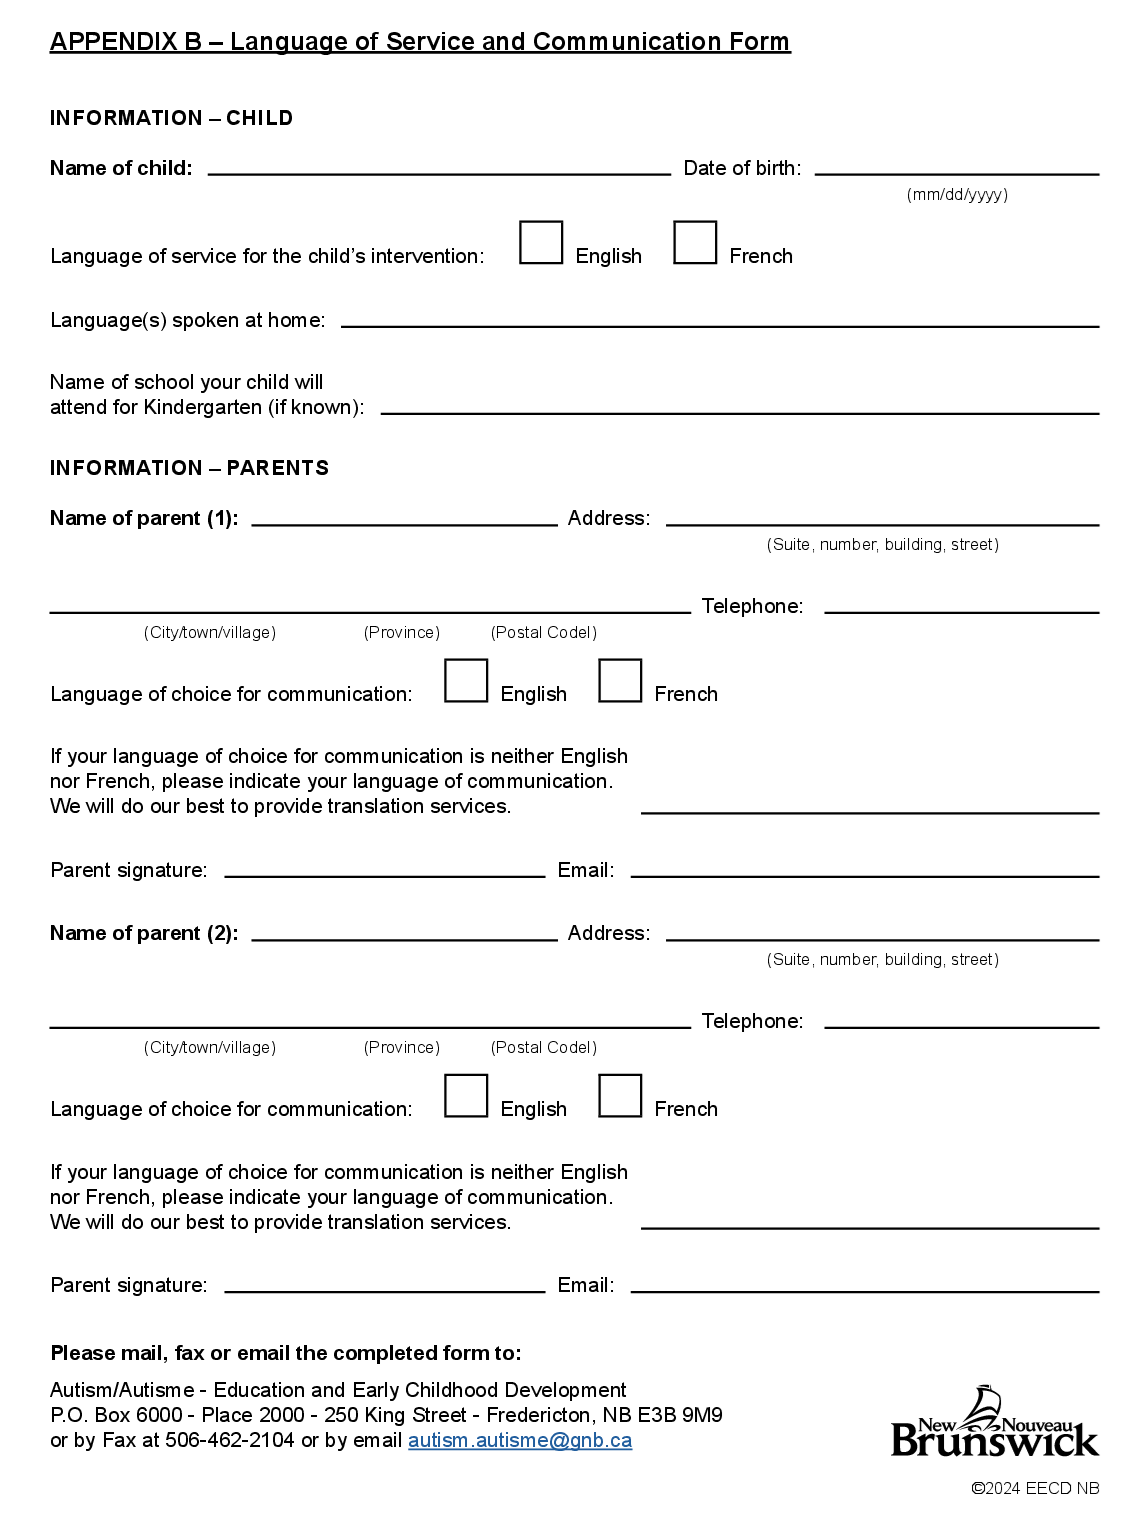 APPENDIX B – Language of Service and Communication Form
INFORMATION – CHILD
Name of child: Date of birth:
(mm/dd/yyyy)
Language of service for the child’s intervention: English French
Language(s) spoken at home:
Name of school your child will
attend for Kindergarten (if known):
INFORMATION – PARENTS
Name of parent (1): Address:
(Suite, number, building, street)
Telephone:
(City/town/village) (Province) (Postal Codel)
Language of choice for communication: English French
If your language of choice for communication is neither English
nor French, please indicate your language of communication.
We will do our best to provide translation services.
Parent signature: Email:
Name of parent (2): Address:
(Suite, number, building, street)
Telephone:
(City/town/village) (Province) (Postal Codel)
Language of choice for communication: English French
If your language of choice for communication is neither English
nor French, please indicate your language of communication.
We will do our best to provide translation services.
Parent signature: Email:
Please mail, fax or email the completed form to:
Autism/Autisme - Education and Early Childhood Development
P.O. Box 6000 - Place 2000 - 250 King Street - Fredericton, NB E3B 9M9
or by Fax at 506-462-2104 or by email autism.autisme@gnb.ca
New Nouveau
Brunswick
©2024 EECD NB